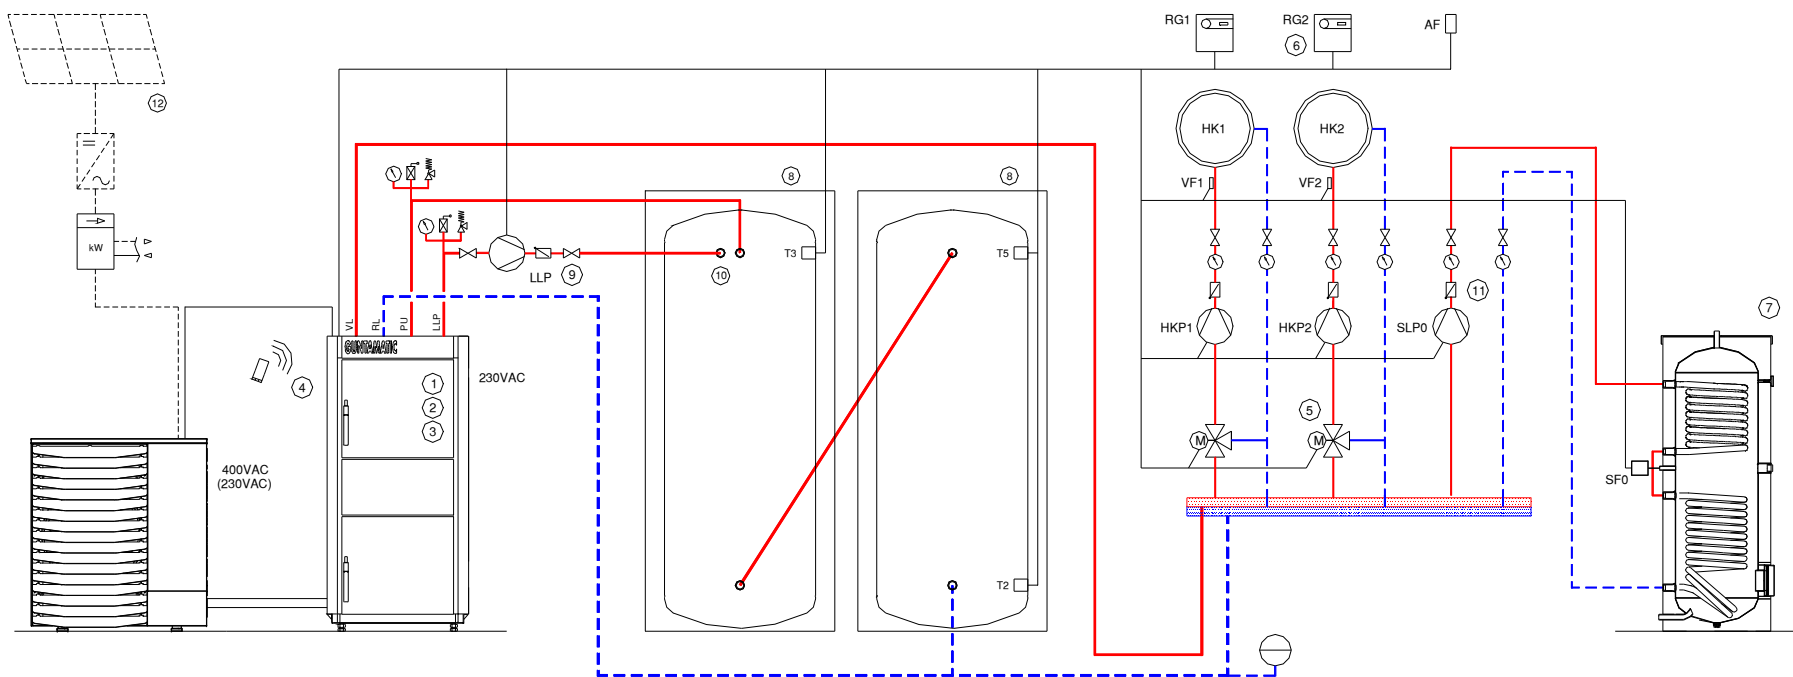 RG1
RG2
AF
6
12
HK1
HK2
8
8
VF1
VF2
kW
T3
T5
LLP
9
10
11
VL
RL
PU
LLP
HKP1
HKP2
SLP0
7
GUNTAMATIC
4
1
2
3
230VAC
5
M
M
400VAC
(230VAC)
SF0
T2